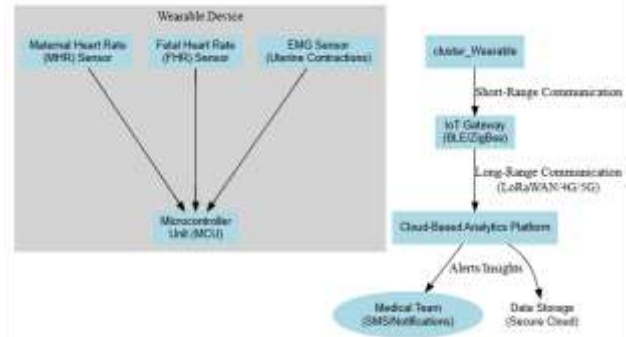 Wearable Device
Maternal Heart Rate
(MHR) Sensor
Fetal Heart Rate
(FHR) Sensor
EMG Sensor
(Uterine Contractions)
Microcontroller
Unit (MCU)
cluster_Wearable
Short-Range Communication
IoT Gateway
(BLE/ZigBee)
Long-Range Communication
(LoRaWAN/4G/5G)
Cloud-Based Analytics Platform
Alerts/Insights
Medical Team
(SMS/Notifications)
Data Storage
(Secure Cloud)